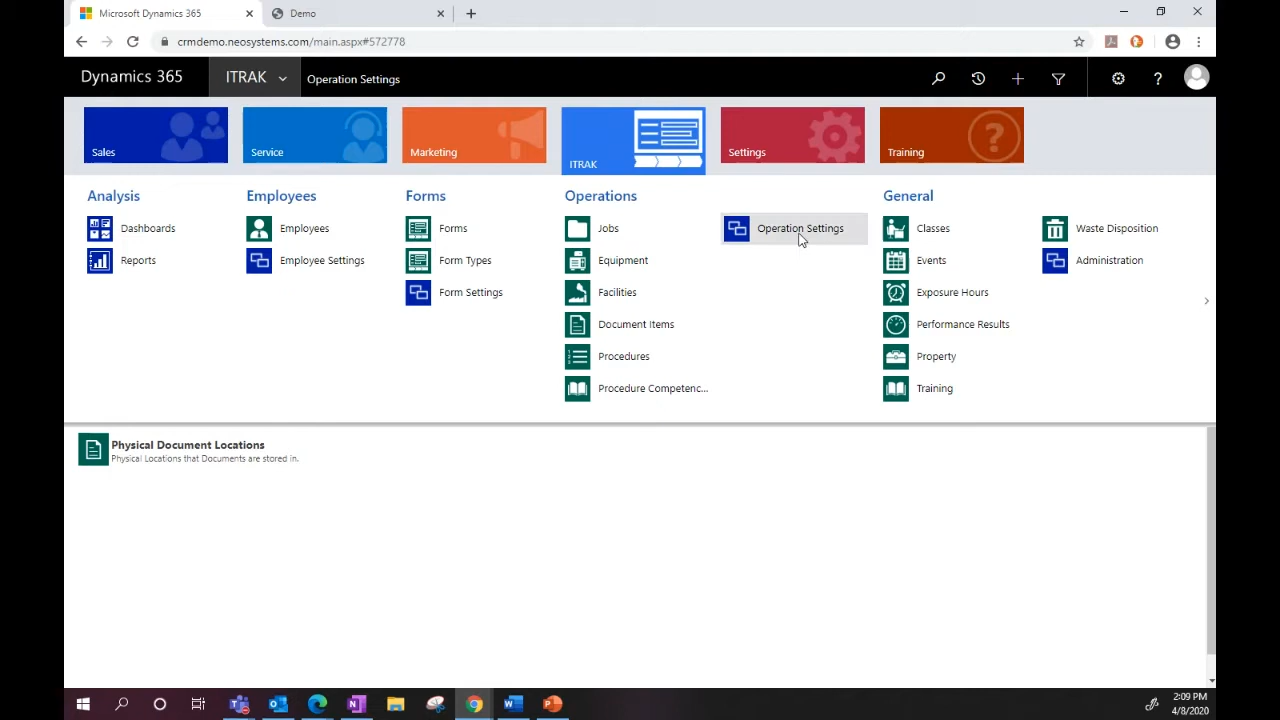 Microsoft Dynamics 365
Demo
crmdemo.neosystems.com/main.aspx#572778
Dynamics 365
ITRAK
Operation Settings
Sales
Service
Marketing
ITRAK
Settings
Training
Analysis
Employees
Forms
Operations
General
Dashboards
Employees
Forms
Jobs
Operation Settings
Classes
Waste Disposition
Reports
Employee Settings
Form Types
Equipment
Events
Administration
Form Settings
Facilities
Exposure Hours
Document Items
Performance Results
Procedures
Property
Procedure Competenc...
Training
Physical Document Locations
Physical Locations that Documents are stored in.
2:09 PM
4/8/2020